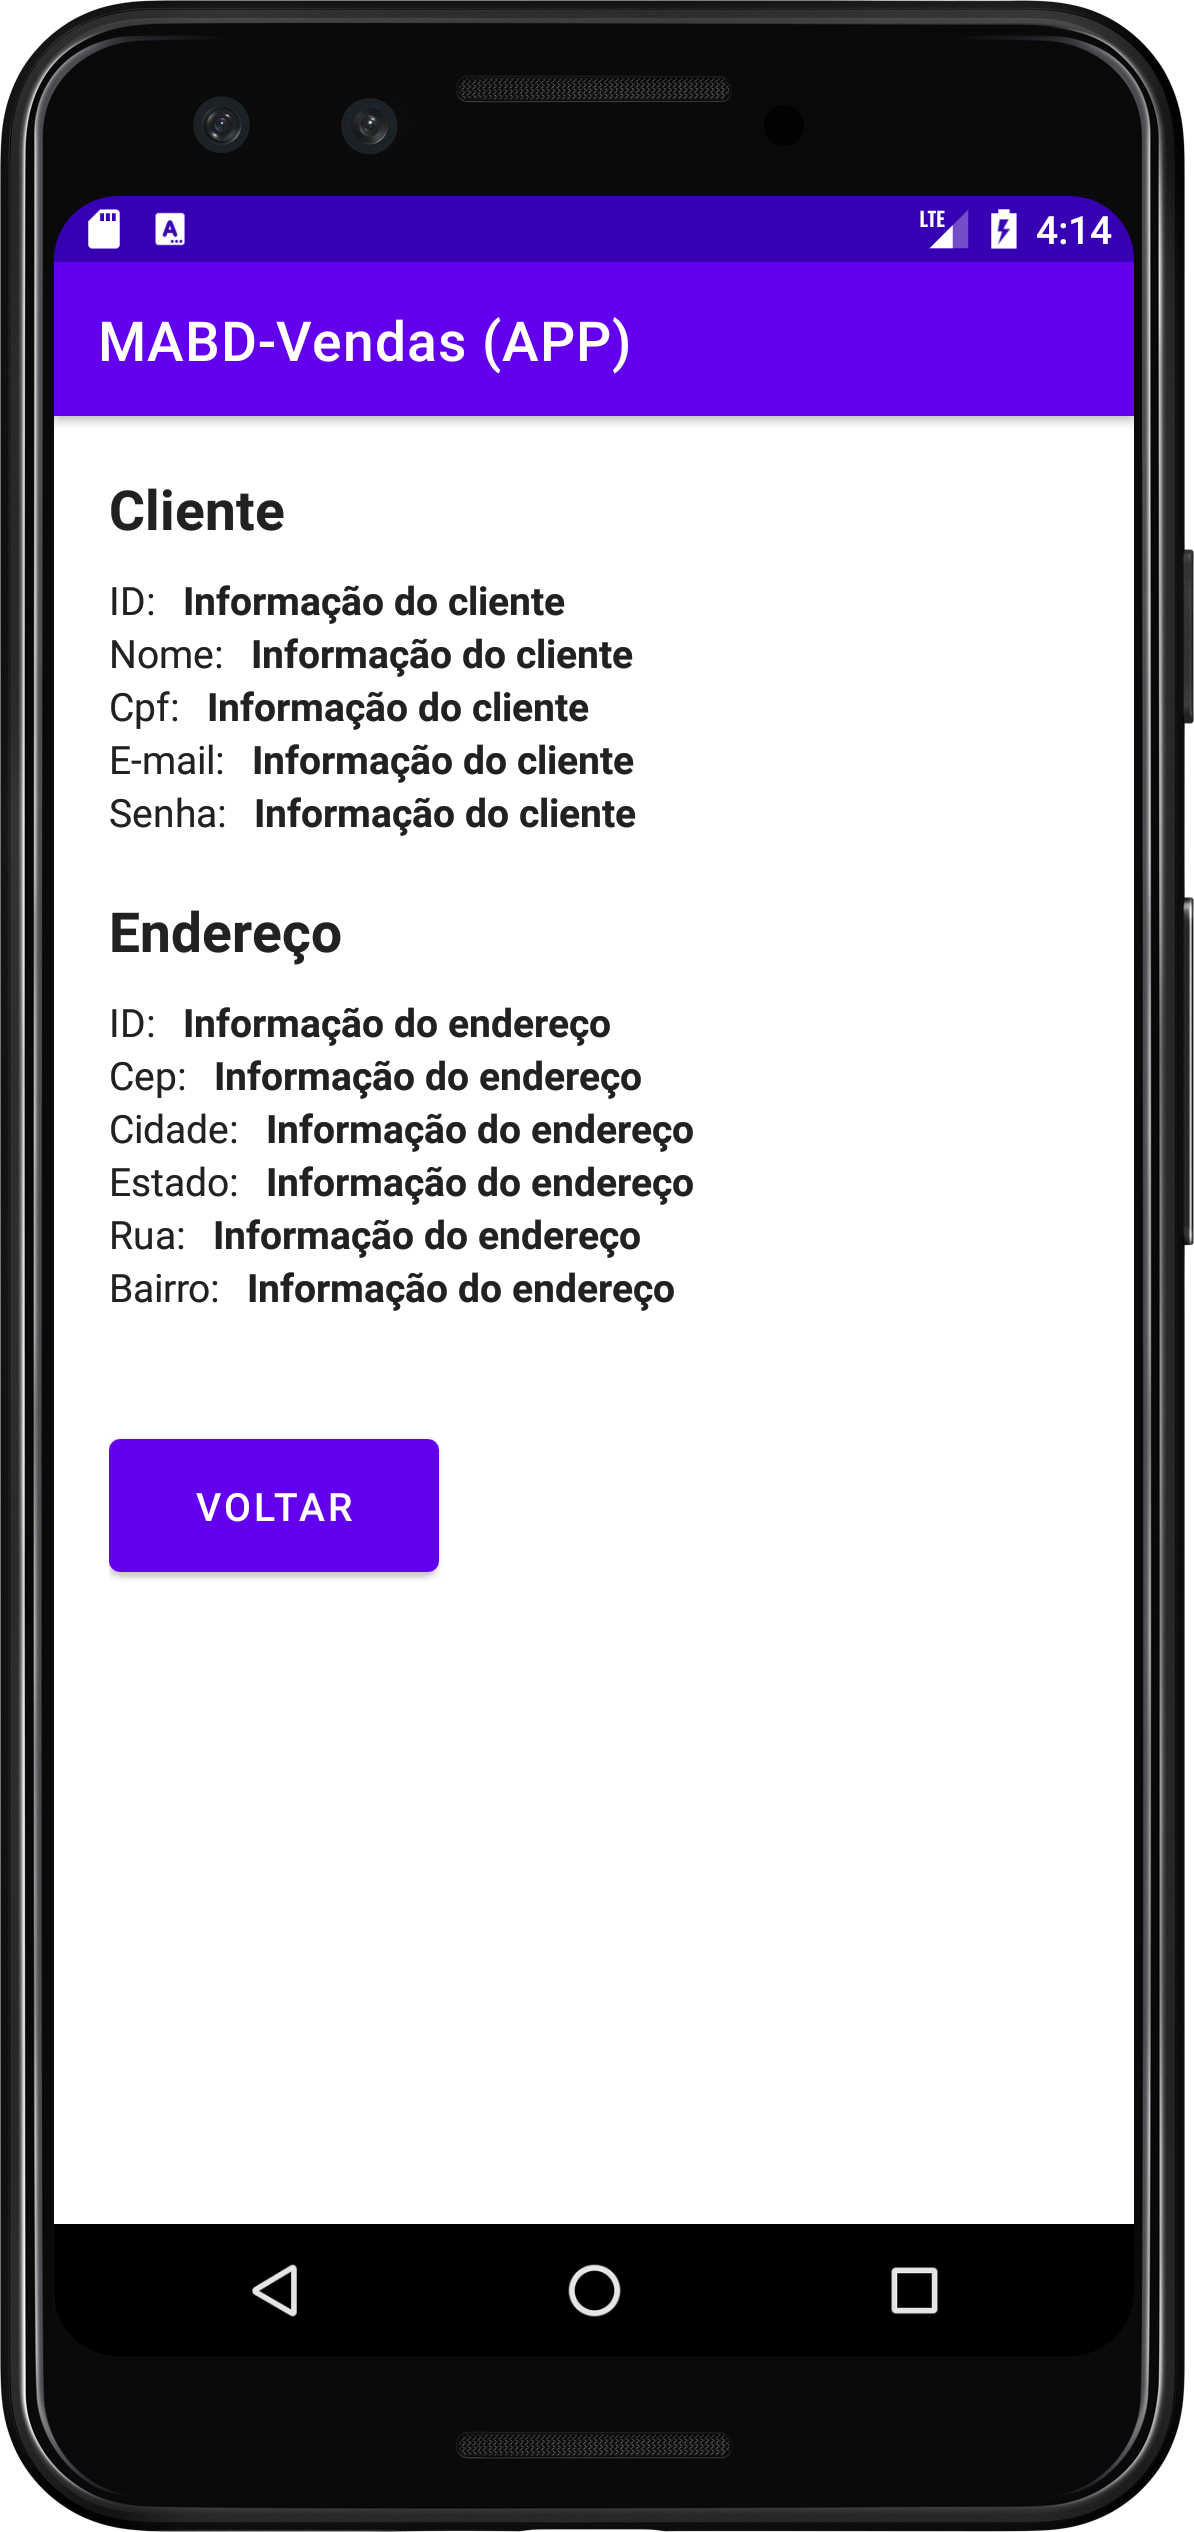 LTE 4:14
MABD-Vendas (APP)
Cliente
ID: Informação do cliente
Nome: Informação do cliente
Cpf: Informação do cliente
E-mail: Informação do cliente
Senha: Informação do cliente
Endereço
ID: Informação do endereço
Cep: Informação do endereço
Cidade: Informação do endereço
Estado: Informação do endereço
Rua: Informação do endereço
Bairro: Informação do endereço
VOLTAR